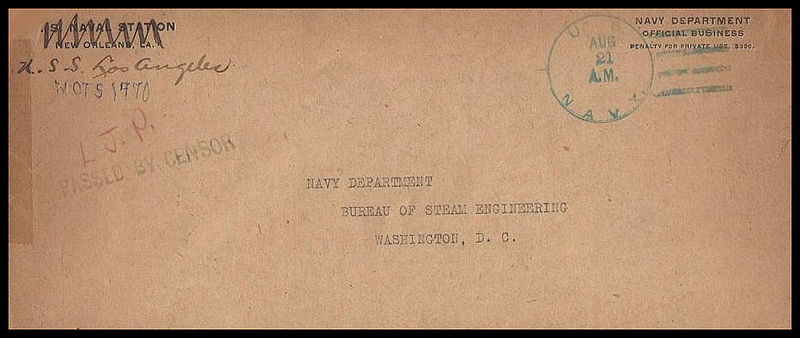 U. S. NAVAL STATION
NEW ORLEANS, LA.
U. S. S. Los Angeles
L. J. P.
PASSED BY CENSOR
U. S.
AUG
21
A.M.
NAVY
NAVY DEPARTMENT
OFFICIAL BUSINESS
PENALTY FOR PRIVATE USE, $300.
NAVY DEPARTMENT
BUREAU OF STEAM ENGINEERING
WASHINGTON, D. C.